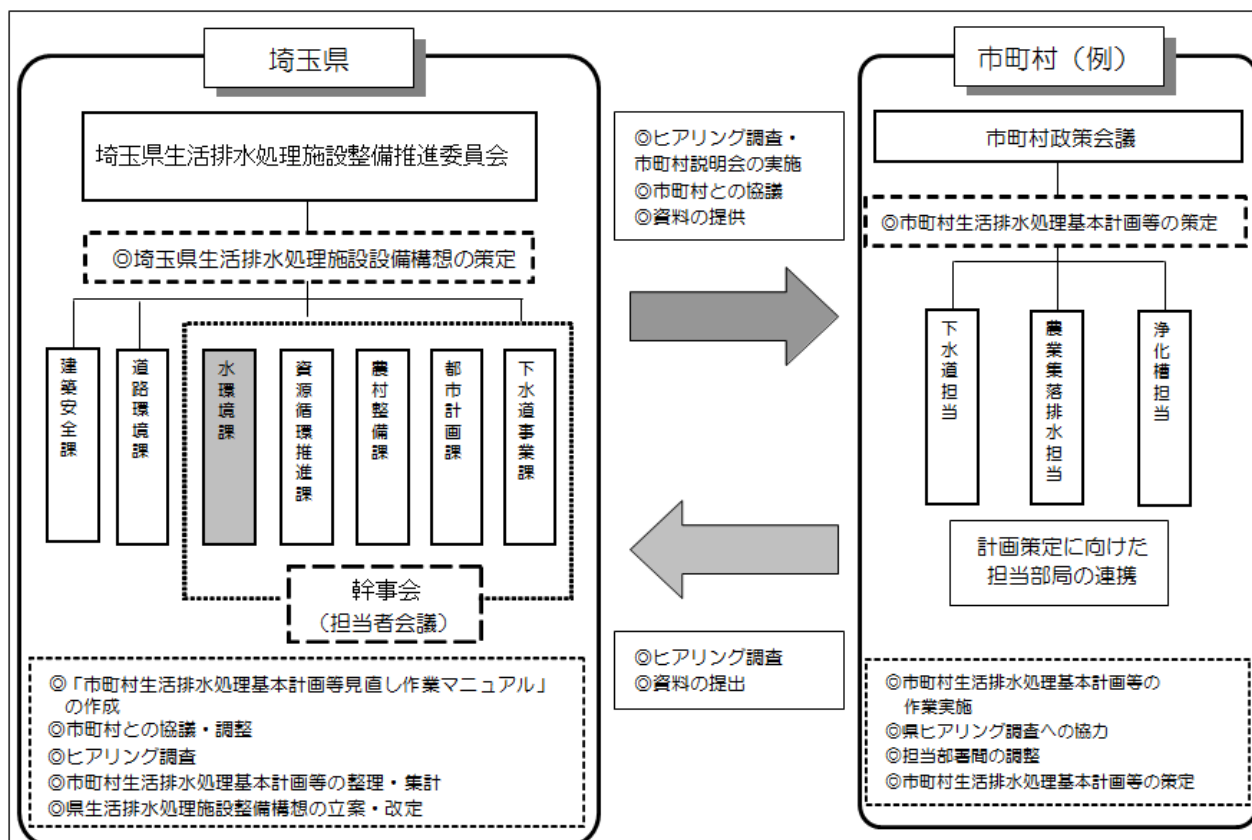 埼玉県
埼玉県生活排水処理施設整備推進委員会
◎埼玉県生活排水処理施設設備構想の策定
建築安全課
道路環境課
水環境課
資源循環推進課
農村整備課
都市計画課
下水道事業課
幹事会
（担当者会議）
◎「市町村生活排水処理基本計画等見直し作業マニュアル」
の作成
◎市町村との協議・調整
◎ヒアリング調査
◎市町村生活排水処理基本計画等の整理・集計
◎県生活排水処理施設整備構想の立案・改定
◎ヒアリング調査・
市町村説明会の実施
◎市町村との協議
◎資料の提供
◎ヒアリング調査
◎資料の提出
市町村（例）
市町村政策会議
◎市町村生活排水処理基本計画等の策定
下水道担当
農業集落排水担当
浄化槽担当
計画策定に向けた
担当部局の連携
◎市町村生活排水処理基本計画等の
作業実施
◎県ヒアリング調査への協力
◎担当部署間の調整
◎市町村生活排水処理基本計画等の策定